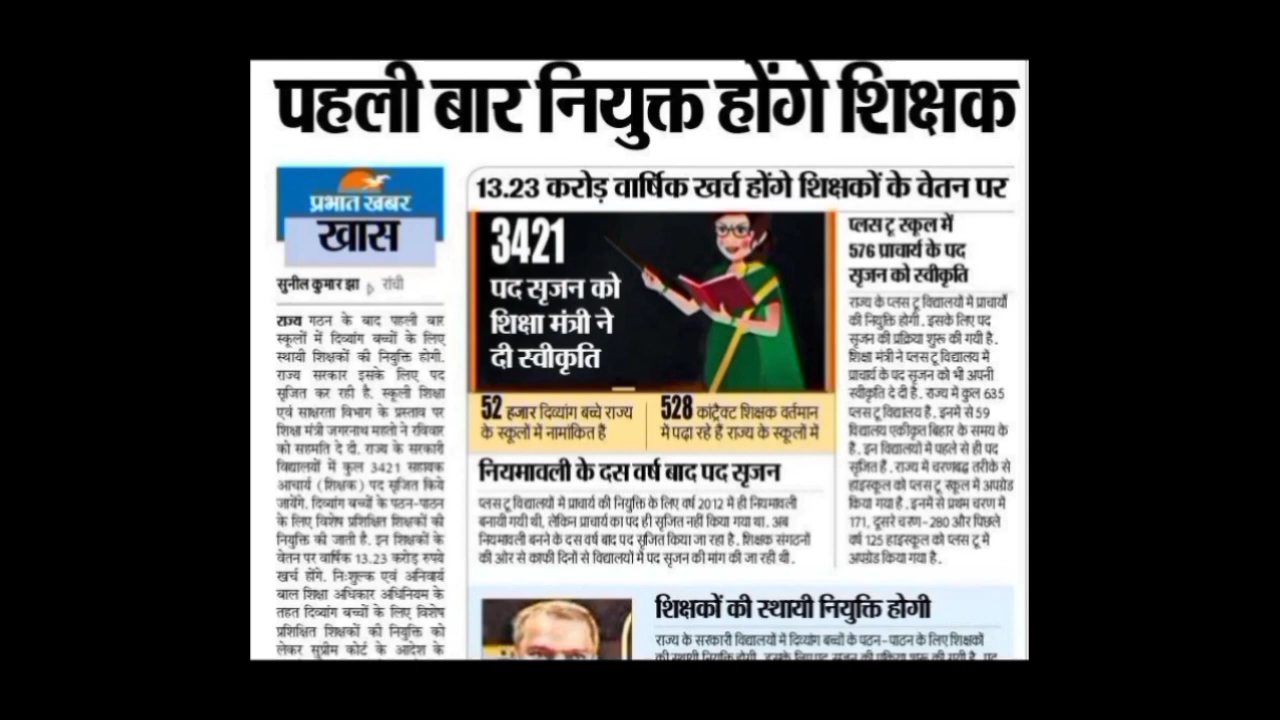 पहली बार नियुक्त होंगे शिक्षक
प्रभात खबर
खास
सुनील कुमार झा ▷ रांची
राज्य गठन के बाद पहली बार
स्कूलों में दिव्यांग बच्चों के लिए
स्थायी शिक्षकों की नियुक्ति होगी.
राज्य सरकार इसके लिए पद
सृजित कर रही है. स्कूली शिक्षा
एवं साक्षरता विभाग के प्रस्ताव पर
शिक्षा मंत्री जगरनाथ महतो ने रविवार
को सहमति दे दी. राज्य के सरकारी
विद्यालयों में कुल 3421 सहायक
आचार्य (शिक्षक) पद सृजित किये
जायेंगे. दिव्यांग बच्चों के पठन-पाठन
के लिए विशेष प्रशिक्षित शिक्षकों की
नियुक्ति की जाती है. इन शिक्षकों के
वेतन पर वार्षिक 13.23 करोड़ रुपये
खर्च होंगे. निःशुल्क एवं अनिवार्य
बाल शिक्षा अधिकार अधिनियम के
तहत दिव्यांग बच्चों के लिए विशेष
प्रशिक्षित शिक्षकों की नियुक्ति को
लेकर सुप्रीम कोर्ट के आदेश के
13.23 करोड़ वार्षिक खर्च होंगे शिक्षकों के वेतन पर
3421
पद सृजन को
शिक्षा मंत्री ने
दी स्वीकृति
52 हजार दिव्यांग बच्चे राज्य
के स्कूलों में नामांकित हैं
528 कांट्रैक्ट शिक्षक वर्तमान
में पढ़ा रहे हैं राज्य के स्कूलों में
नियमावली के दस वर्ष बाद पद सृजन
प्लस टू विद्यालयों में प्राचार्य की नियुक्ति के लिए वर्ष 2012 में ही नियमावली
बनायी गयी थी, लेकिन प्राचार्य का पद ही सृजित नहीं किया गया था. अब
नियमावली बनने के दस वर्ष बाद पद सृजित किया जा रहा है. शिक्षक संगठनों
की ओर से काफी दिनों से विद्यालयों में पद सृजन की मांग की जा रही थी.
प्लस टू स्कूल में
576 प्राचार्य के पद
सृजन को स्वीकृति
राज्य के प्लस टू विद्यालयों में प्राचार्यों
की नियुक्ति होगी. इसके लिए पद
सृजन की प्रक्रिया शुरू की गयी है.
शिक्षा मंत्री ने प्लस टू विद्यालय में
प्राचार्य के पद सृजन को भी अपनी
स्वीकृति दे दी है. राज्य में कुल 635
प्लस टू विद्यालय हैं. इनमें से 59
विद्यालय एकीकृत बिहार के समय के
हैं. इन विद्यालयों में पहले से ही पद
सृजित हैं. राज्य में चरणबद्ध तरीके से
हाइस्कूल को प्लस टू स्कूल में अपग्रेड
किया गया है. इनमें से प्रथम चरण में
171, दूसरे चरण-280 और पिछले
वर्ष 125 हाइस्कूल को प्लस टू में
अपग्रेड किया गया है.
शिक्षकों की स्थायी नियुक्ति होगी
राज्य के सरकारी विद्यालयों में दिव्यांग बच्चों के पठन-पाठन के लिए शिक्षकों